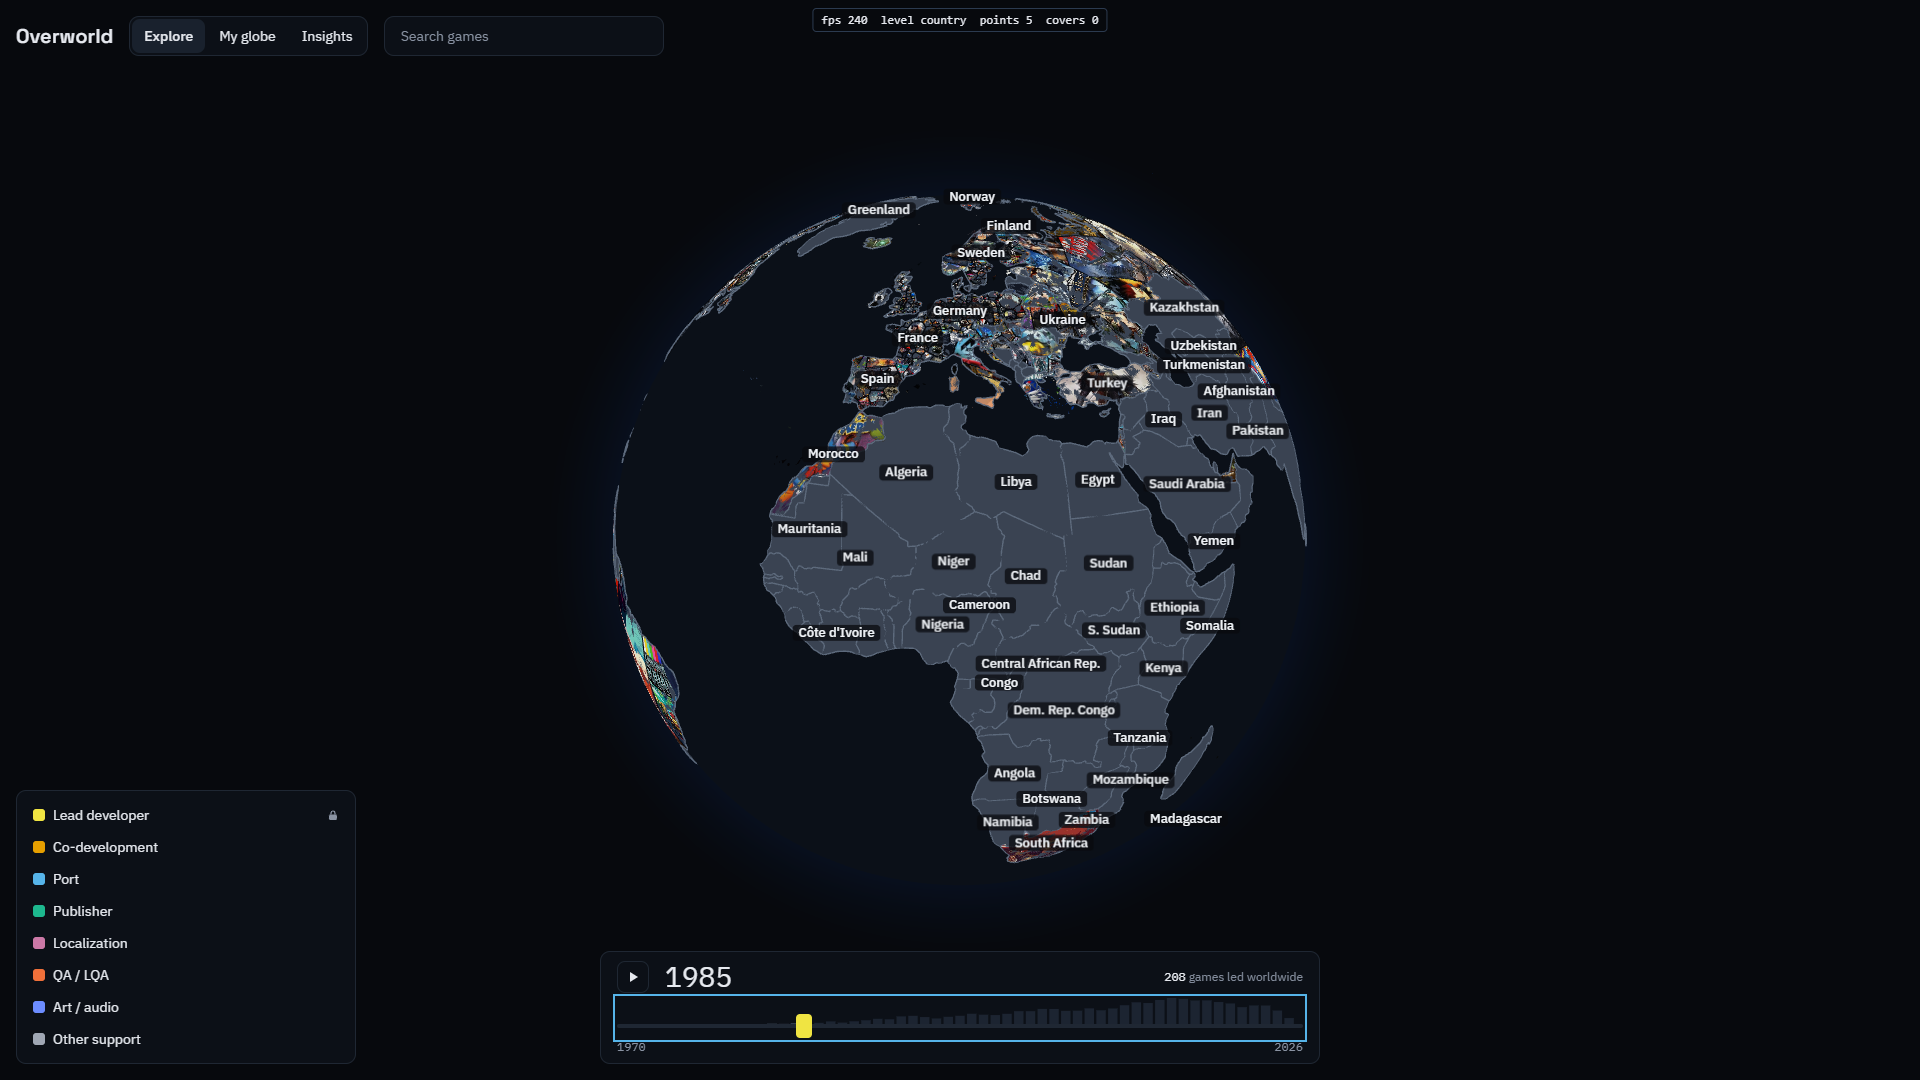 Overworld
Explore
My globe
Insights
Search games
fps 240 level country points 5 covers 0
Norway
Greenland
Finland
Sweden
Kazakhstan
Germany
Ukraine
France
Uzbekistan
Turkmenistan
Spain
Turkey
Afghanistan
Iraq
Iran
Pakistan
Morocco
Algeria
Libya
Egypt
Saudi Arabia
Mauritania
Yemen
Mali
Niger
Sudan
Chad
Cameroon
Ethiopia
Nigeria
Somalia
Côte d'Ivoire
S. Sudan
Central African Rep.
Kenya
Congo
Dem. Rep. Congo
Tanzania
Angola
Mozambique
Botswana
Namibia
Zambia
Madagascar
South Africa
Lead developer
Co-development
Port
Publisher
Localization
QA / LQA
Art / audio
Other support
1985
208 games led worldwide
1970
2026